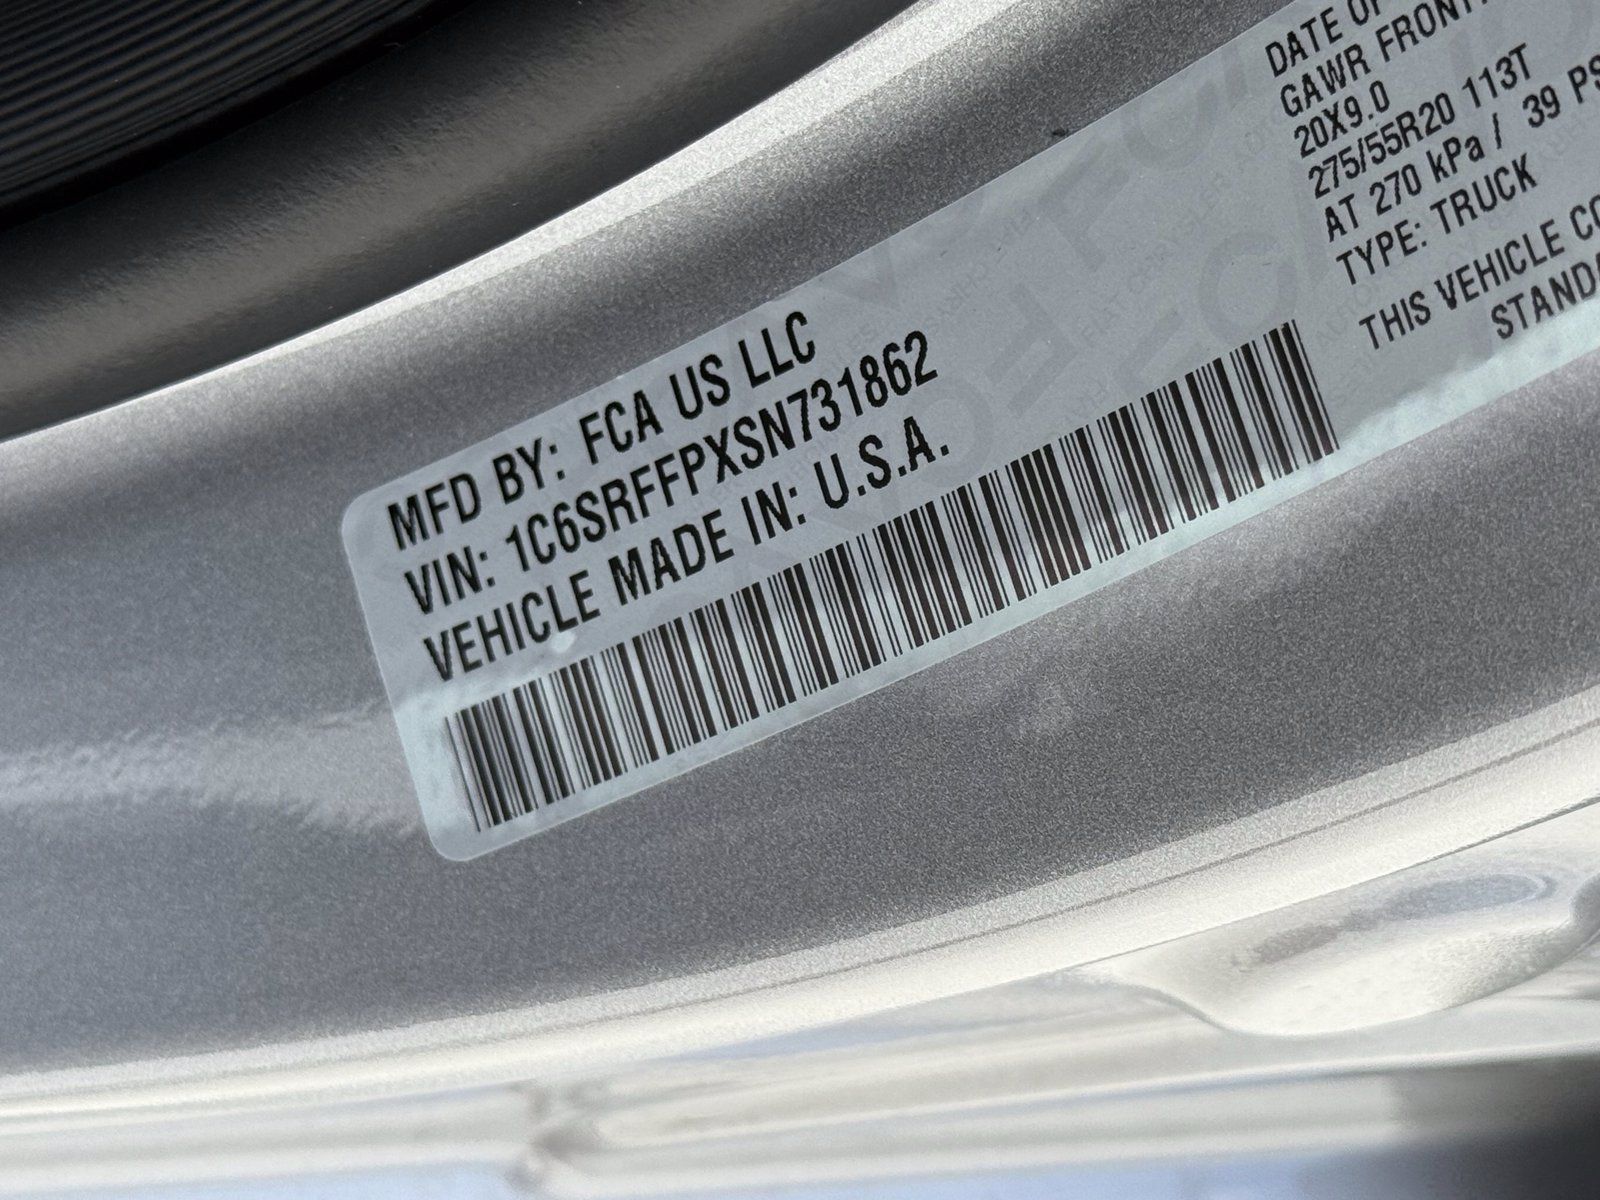 MFD BY: FCA US LLC
VIN: 1C6SRFFPXSN731862
VEHICLE MADE IN: U.S.A.
DATE OF
GAWR FRONT
20X9.0
275/55R20 113T
AT 270 kPa / 39 PS
TYPE: TRUCK
THIS VEHICLE CO
STANDA